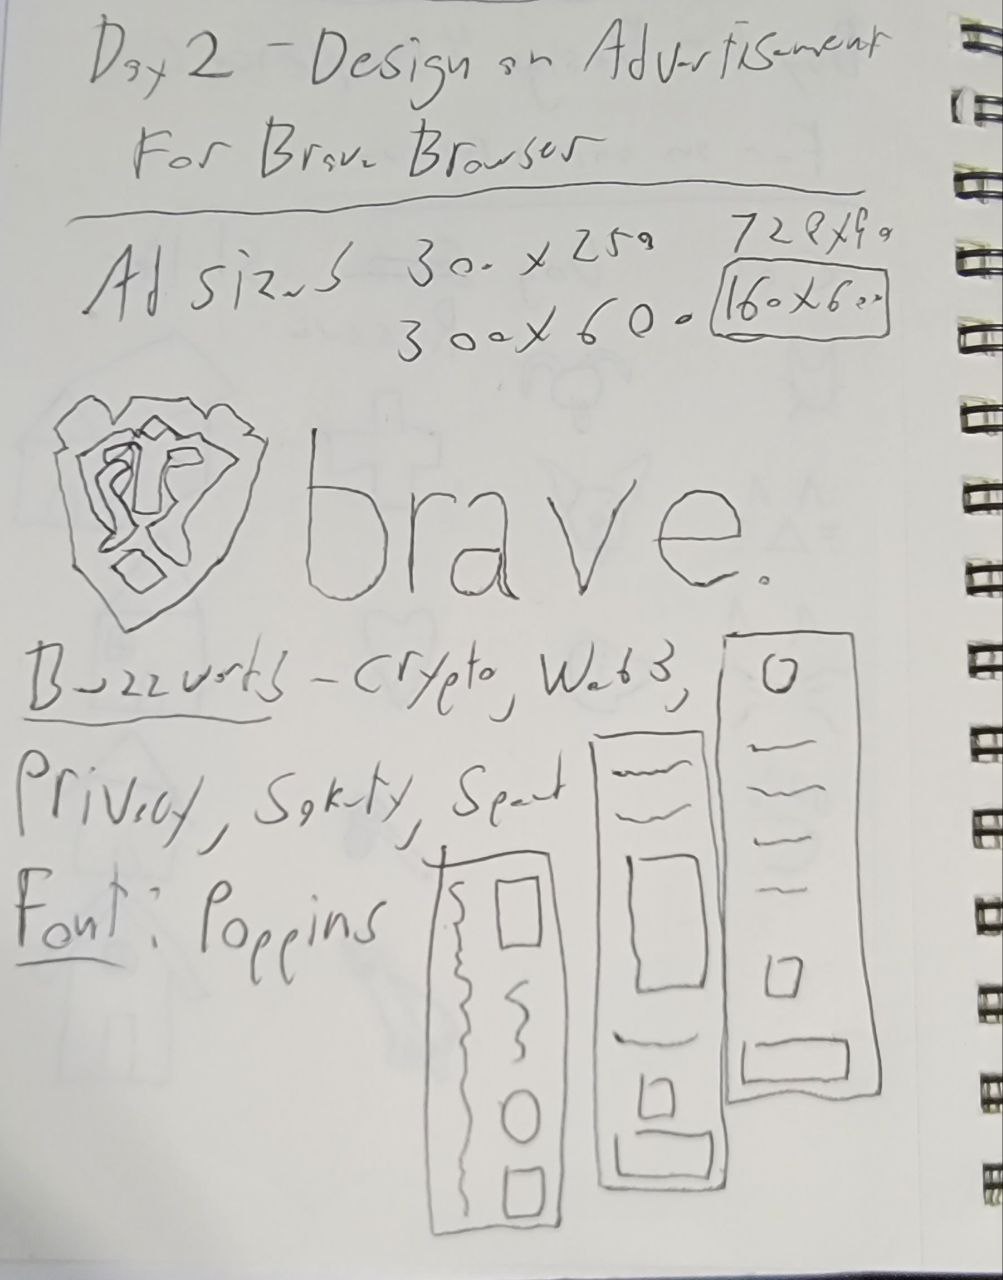 Day 2 - Design an Advertisement
For Brave Browser
Ad sizes 300x250 728x90
300x600 160x600
brave.
Buzzwords - Crypto, Web3,
Privacy, Safety, Speed
Font: Poppins